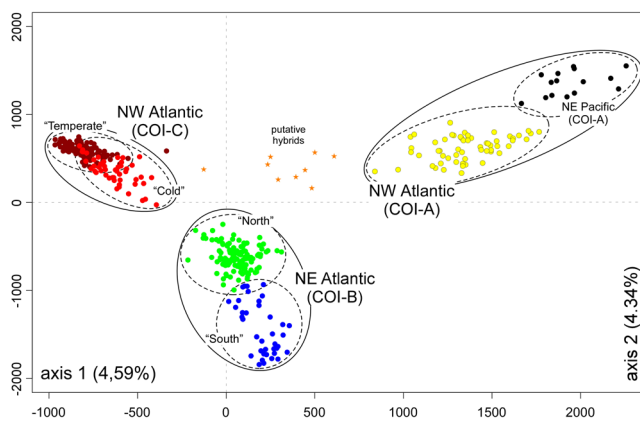 2000
1000
0
-1000
-2000
"Temperate"
NW Atlantic
(COI-C)
"Cold"
putative
hybrids
NE Pacific
(COI-A)
NW Atlantic
(COI-A)
"North"
NE Atlantic
(COI-B)
"South"
axis 1 (4,59%)
axis 2 (4.34%)
-1000 -500 0 500 1000 1500 2000